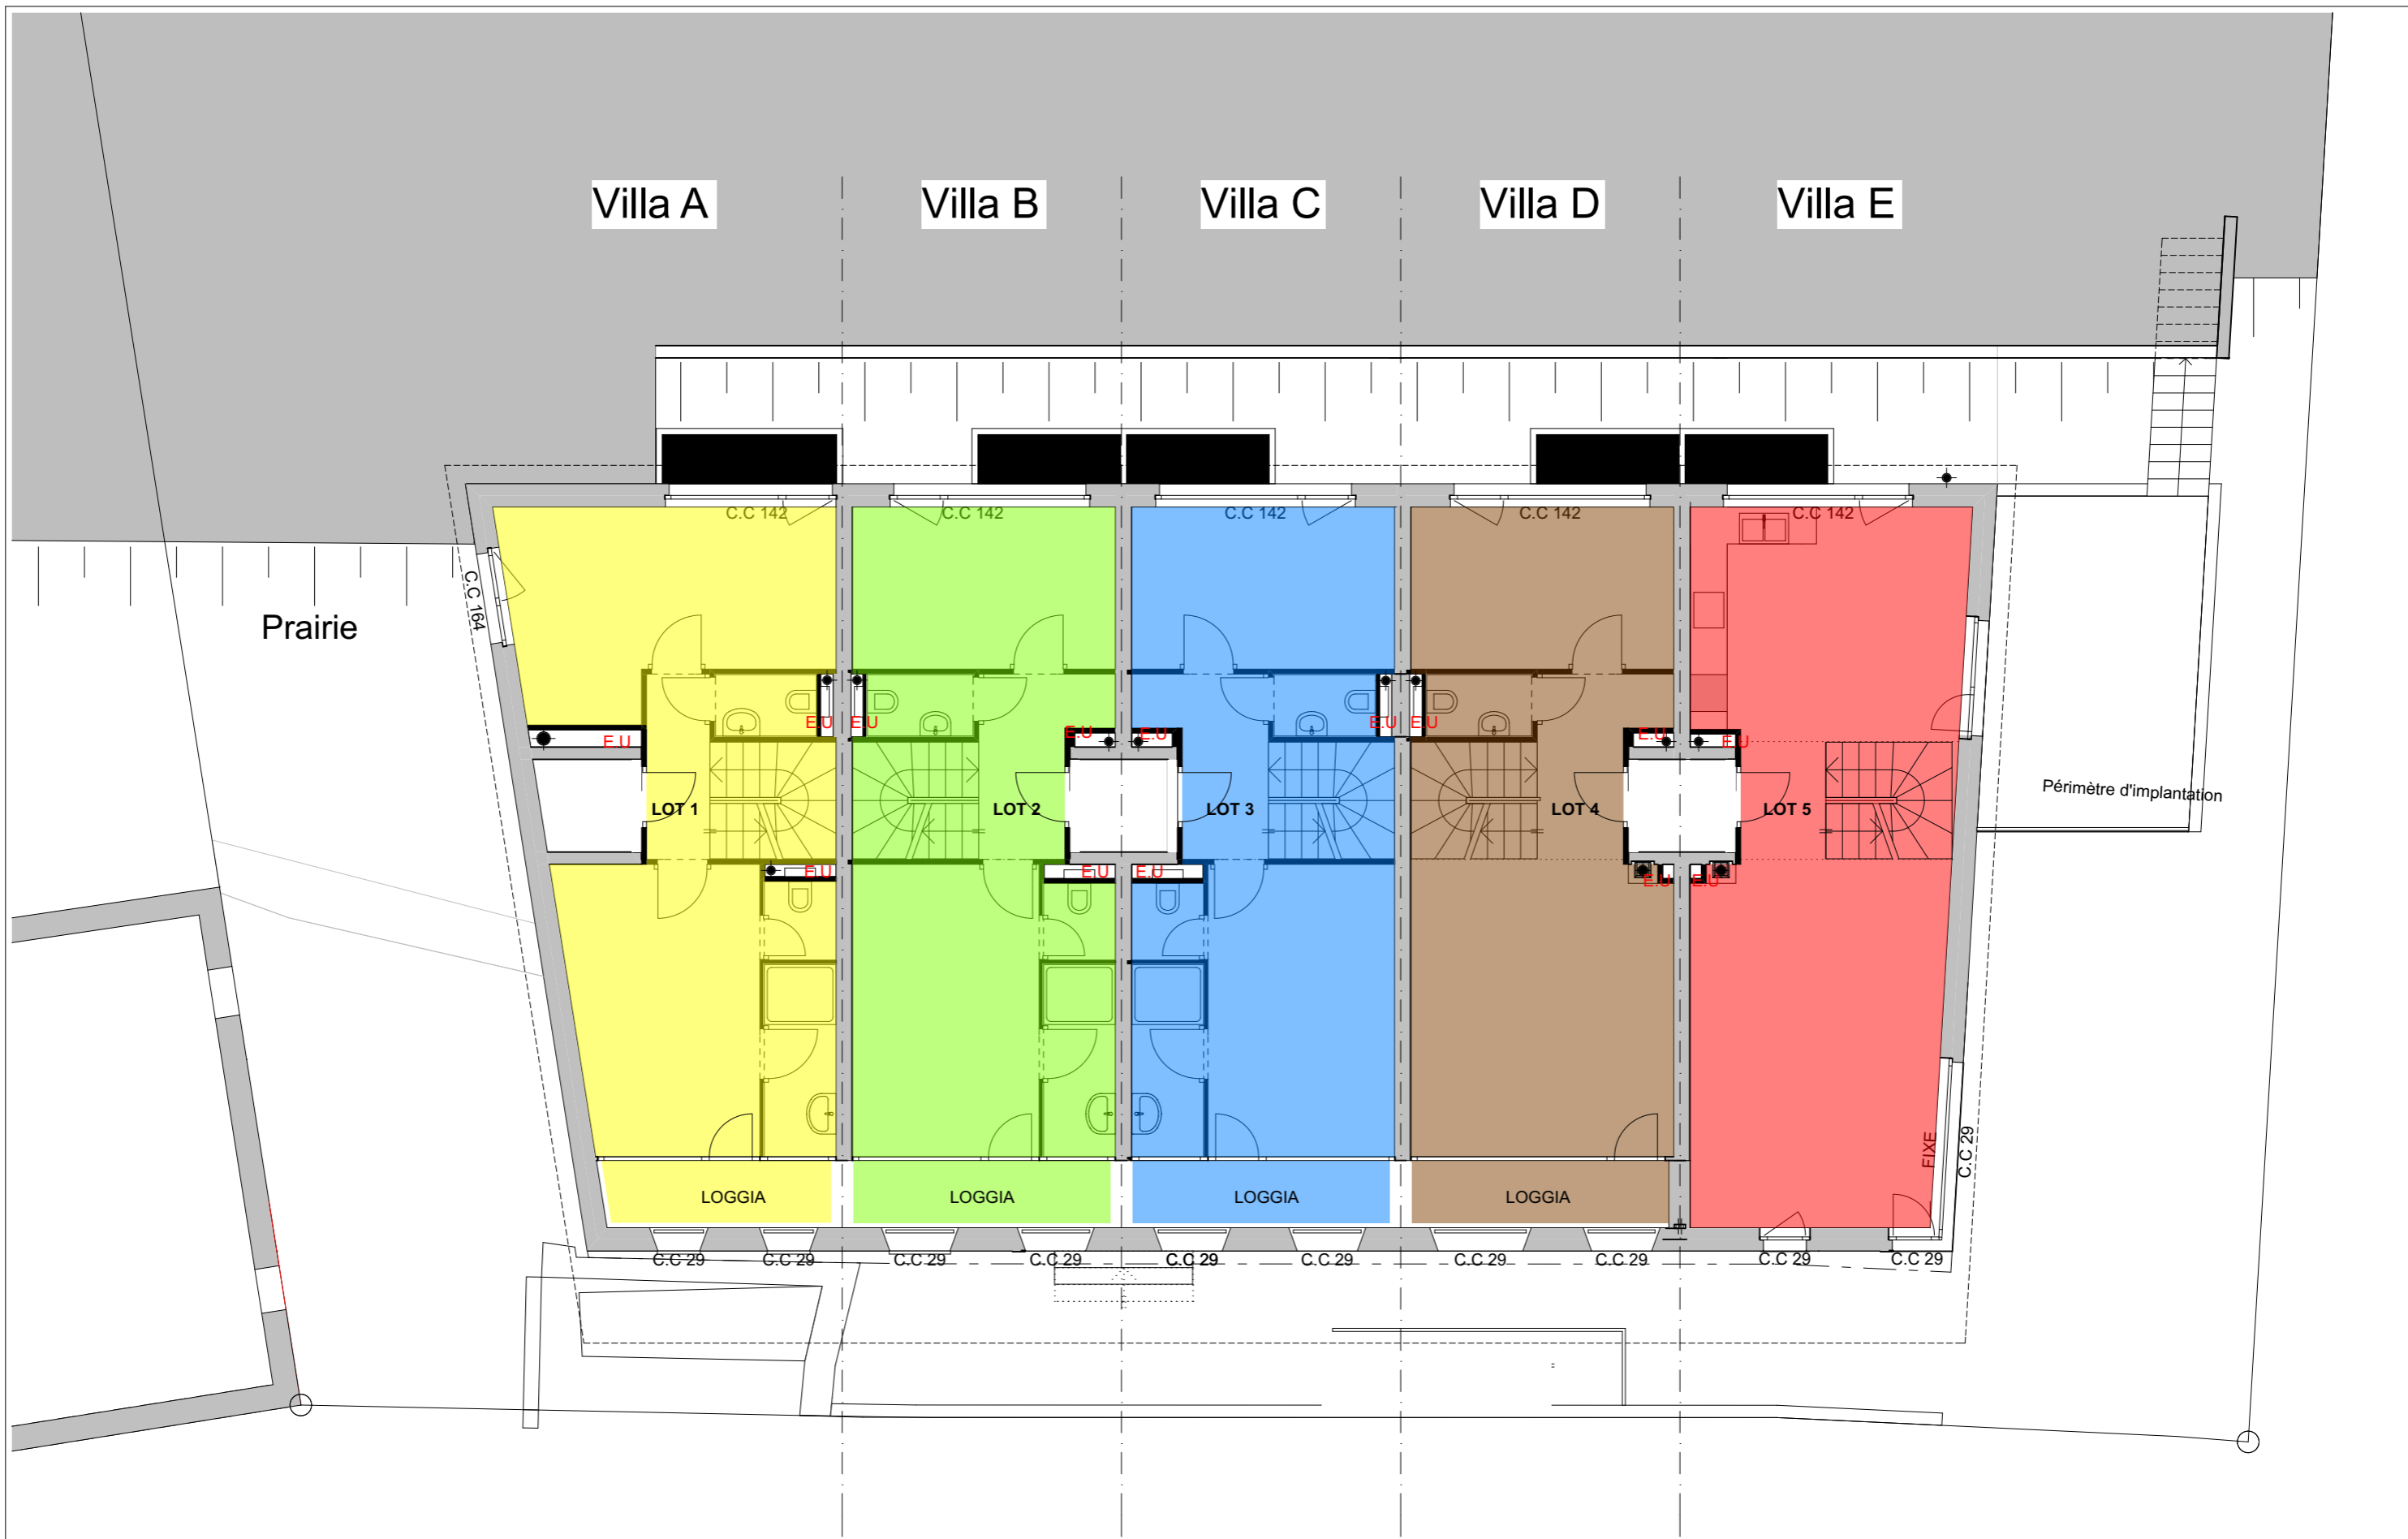 Villa A
Villa B
Villa C
Villa D
Villa E
C.C 142
C.C 142
C.C 142
C.C 142
C.C 142
C.C 164
Prairie
E.U
E.U
E.U
E.U
E.U
E.U
E.U
E.U
E.U
Périmètre d'implantation
LOT 1
LOT 2
LOT 3
LOT 4
LOT 5
E.U
E.U
E.U
E.U
E.U
FIXE
C.C 29
LOGGIA
LOGGIA
LOGGIA
LOGGIA
C.C 29
C.C 29
C.C 29
C.C 29
C.C 29
C.C 29
C.C 29
C.C 29
C.C 29
C.C 29